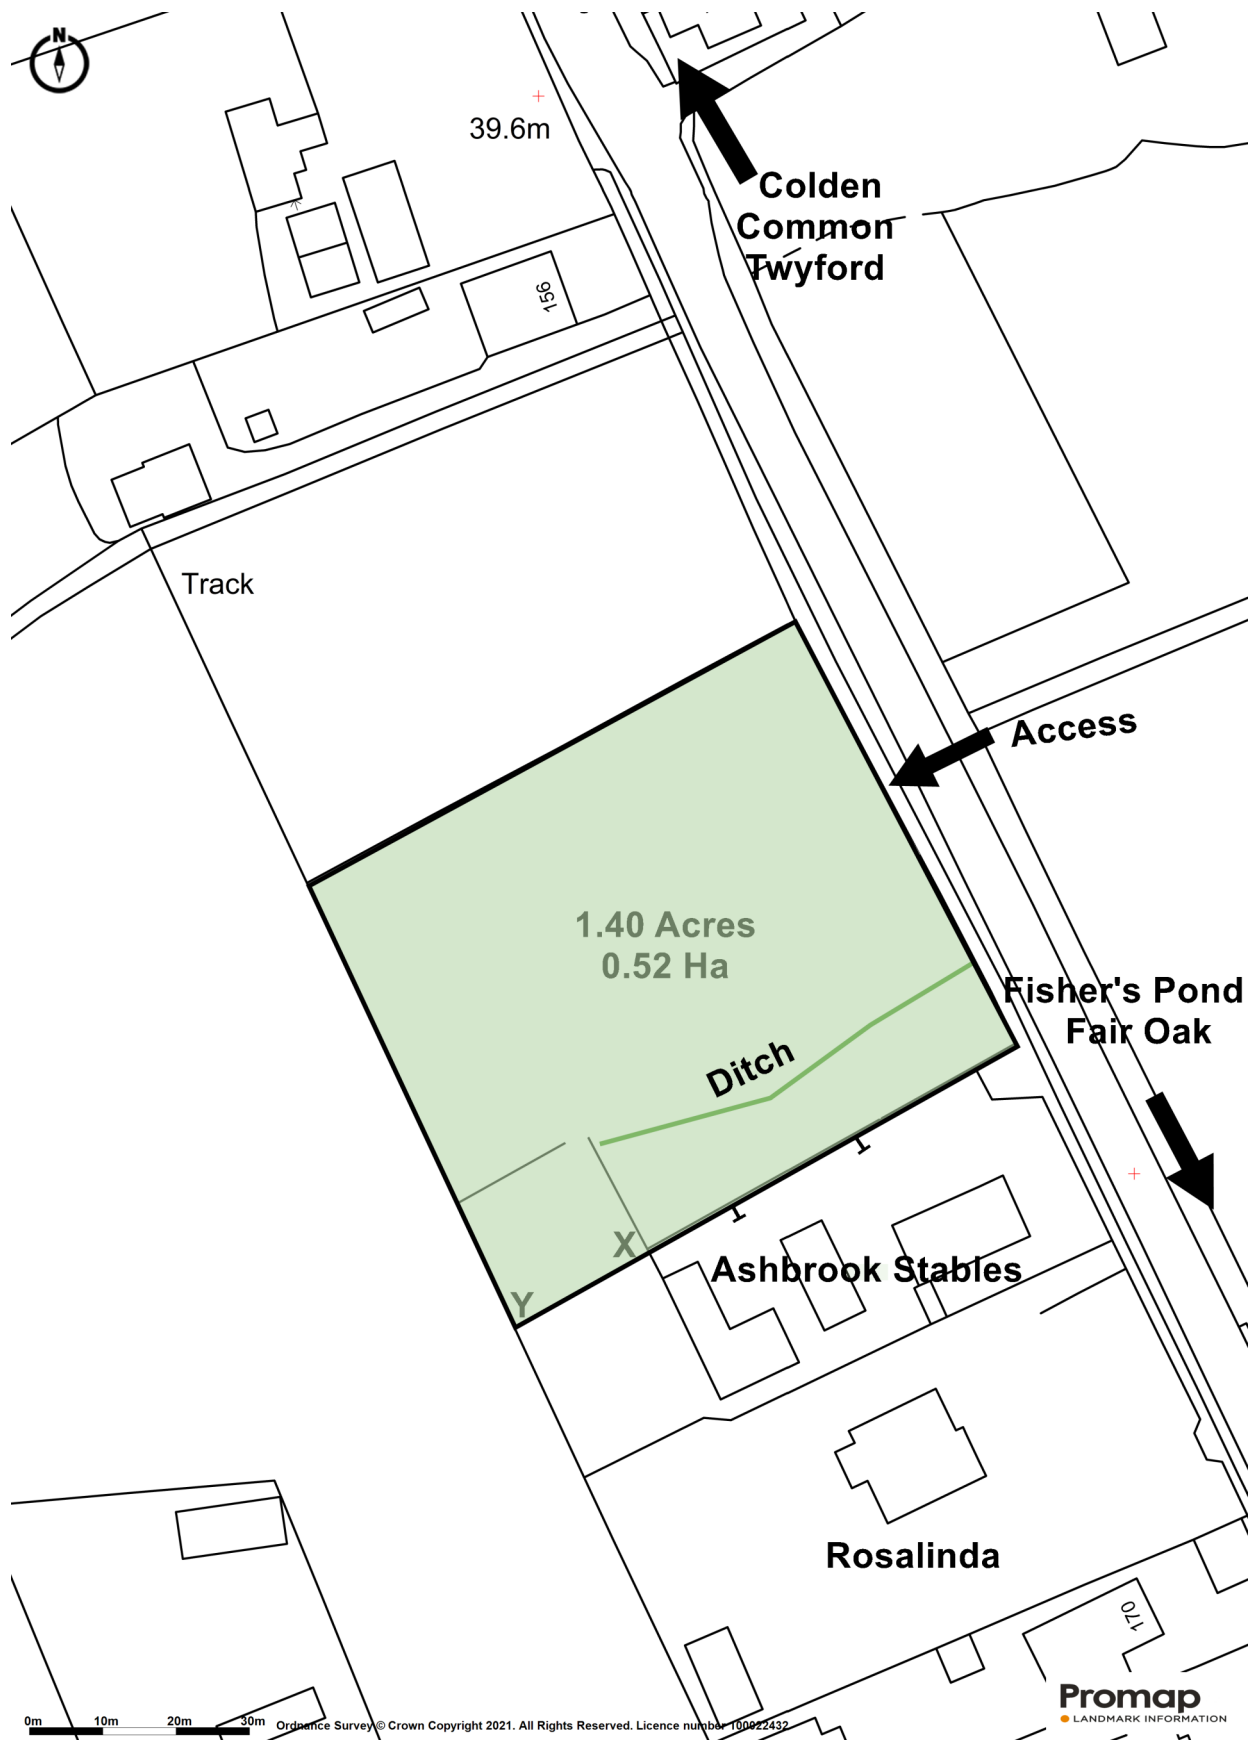 N
39.6m
Colden
Common
Twyford
156
Track
Access
1.40 Acres
0.52 Ha
Fisher's Pond
Fair Oak
Ditch
X
Ashbrook Stables
Y
Rosalinda
170
Promap
LANDMARK INFORMATION
0m 10m 20m 30m
Ordnance Survey © Crown Copyright 2021. All Rights Reserved. Licence number 100022432